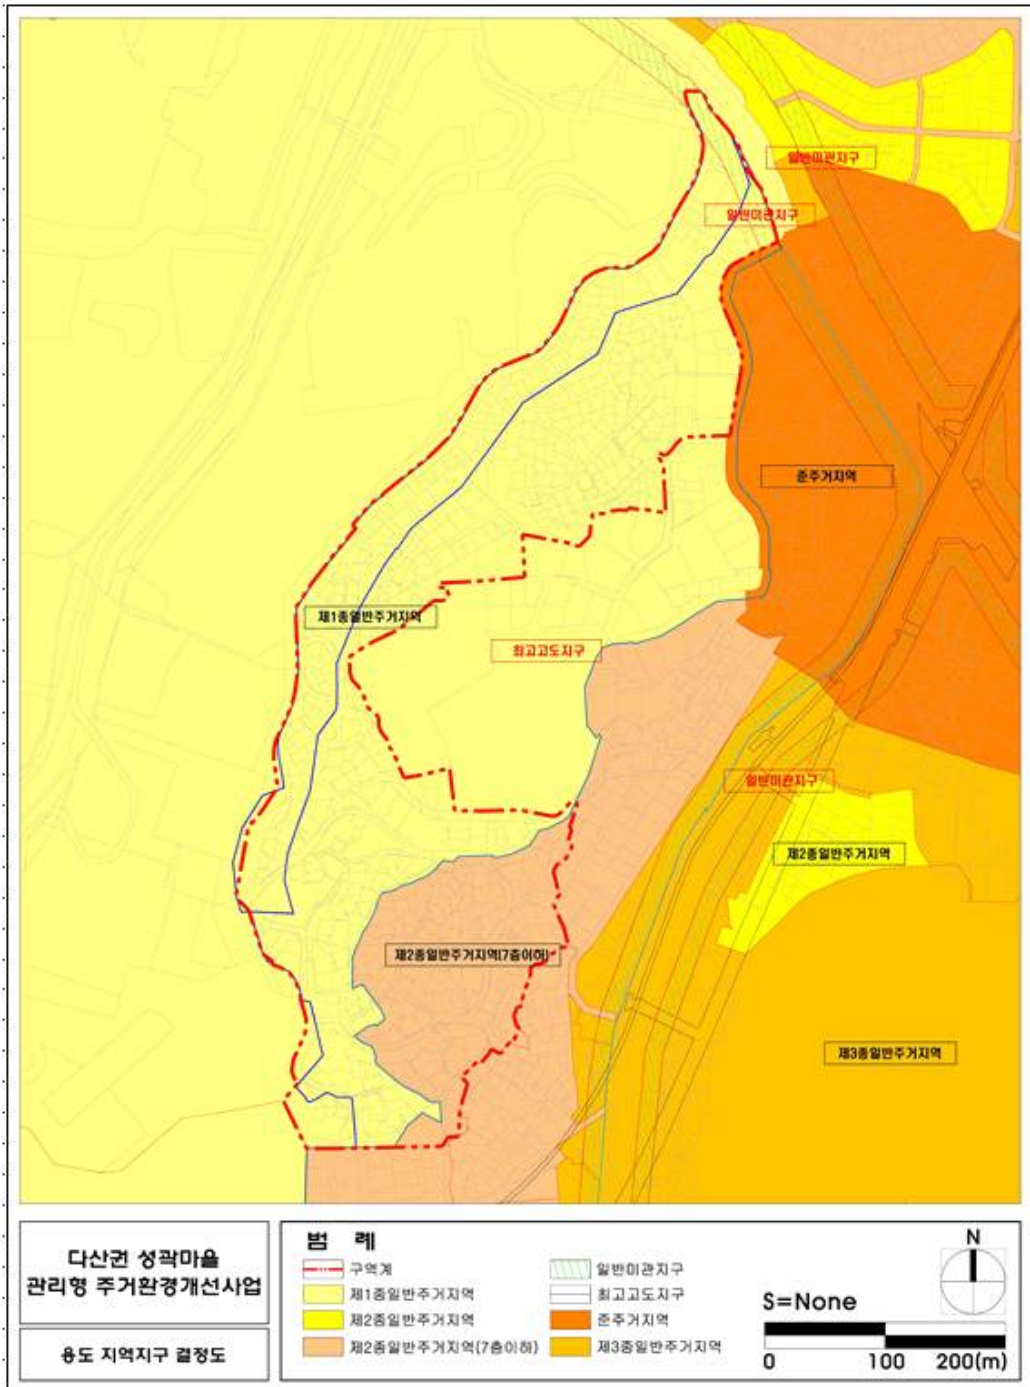 일반미관지구
일반미관지구
준주거지역
제1종일반주거지역
최고고도지구
일반미관지구
제2종일반주거지역
제2종일반주거지역(7층이하)
제3종일반주거지역
다산권 성곽마을
관리형 주거환경개선사업
용도 지역지구 결정도
범 례
구역계
제1종일반주거지역
제2종일반주거지역
제2종일반주거지역(7층이하)
일반미관지구
최고고도지구
준주거지역
제3종일반주거지역
N
S=None
0 100 200(m)